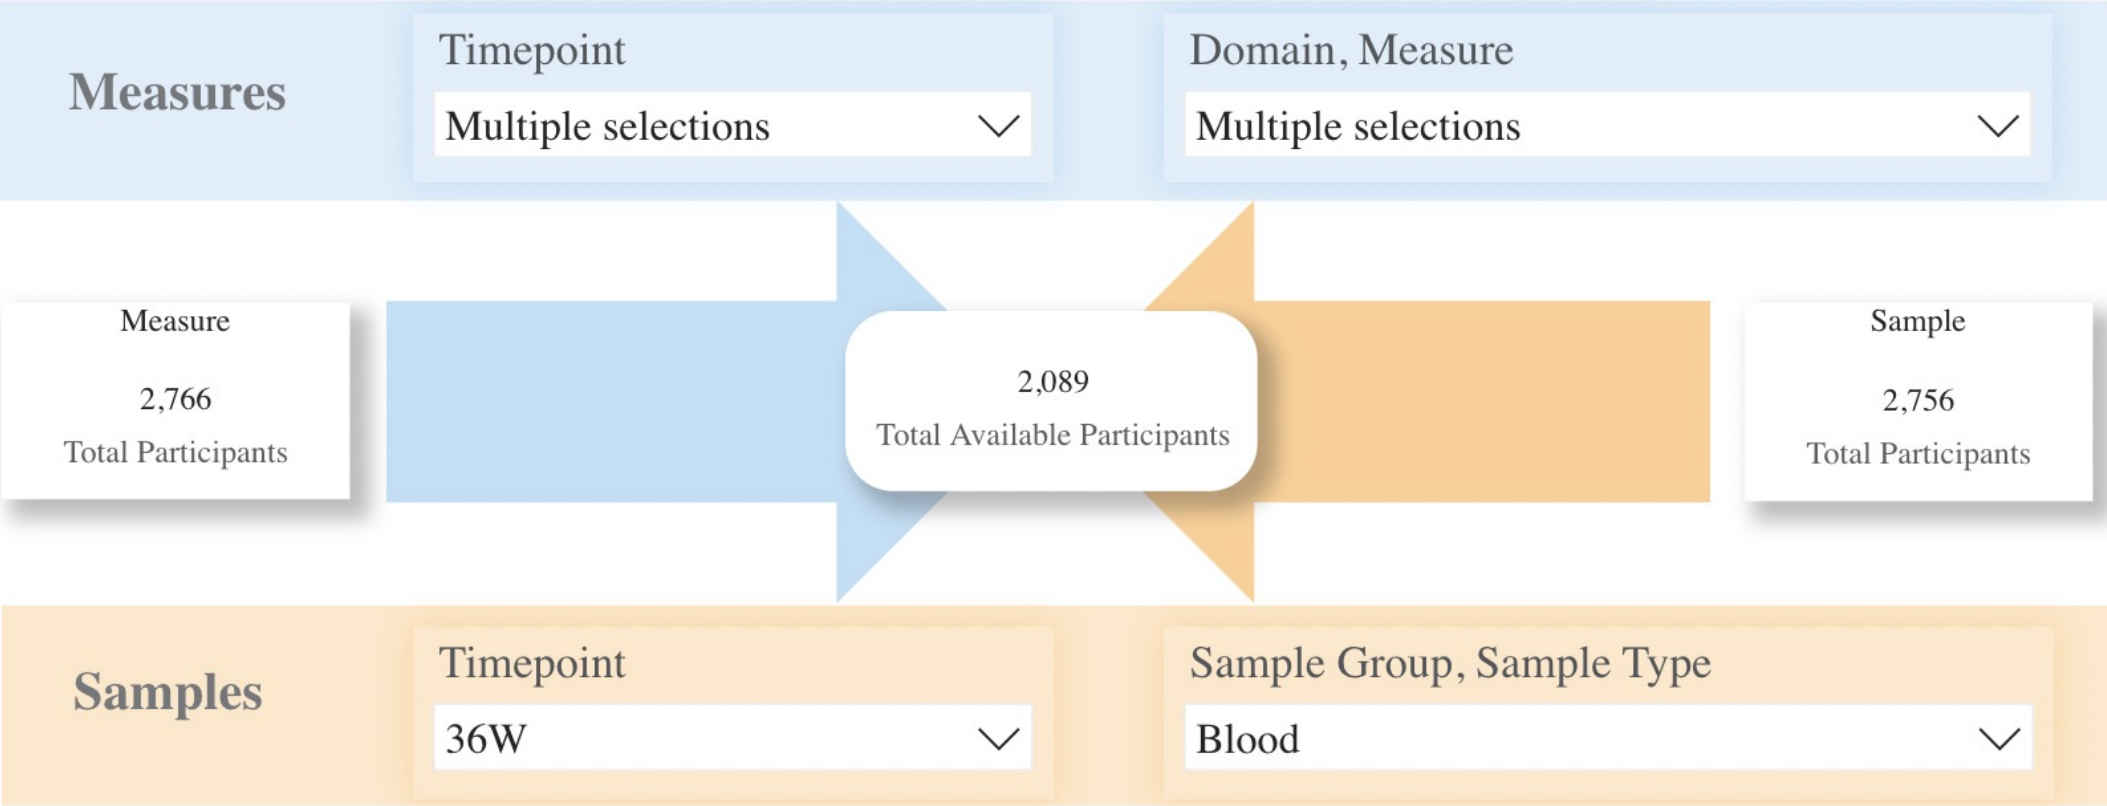 Measures
Timepoint
Multiple selections
Domain, Measure
Multiple selections
Measure
2,766
Total Participants
2,089
Total Available Participants
Sample
2,756
Total Participants
Samples
Timepoint
36W
Sample Group, Sample Type
Blood